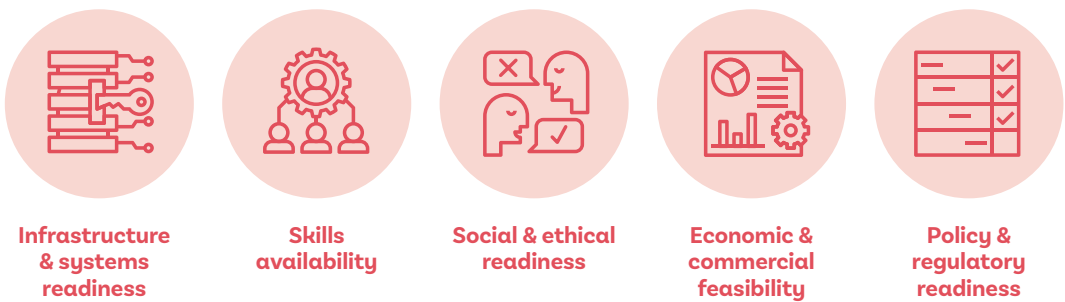 Infrastructure
& systems
readiness
Skills
availability
Social & ethical
readiness
Economic &
commercial
feasibility
Policy &
regulatory
readiness